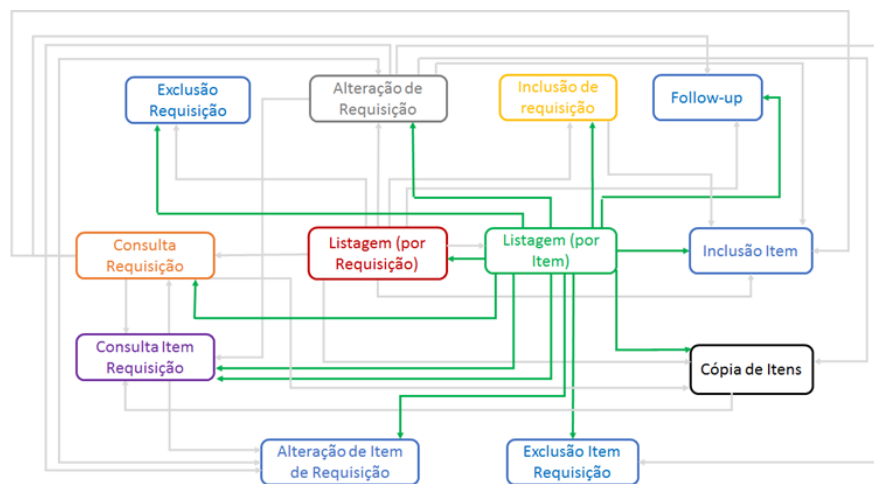 Exclusão
Requisição
Alteração de
Requisição
Inclusão de
requisição
Follow-up
Consulta
Requisição
Listagem (por
Requisição)
Listagem (por
Item)
Inclusão Item
Consulta Item
Requisição
Cópia de Itens
Alteração de Item
de Requisição
Exclusão Item
Requisição